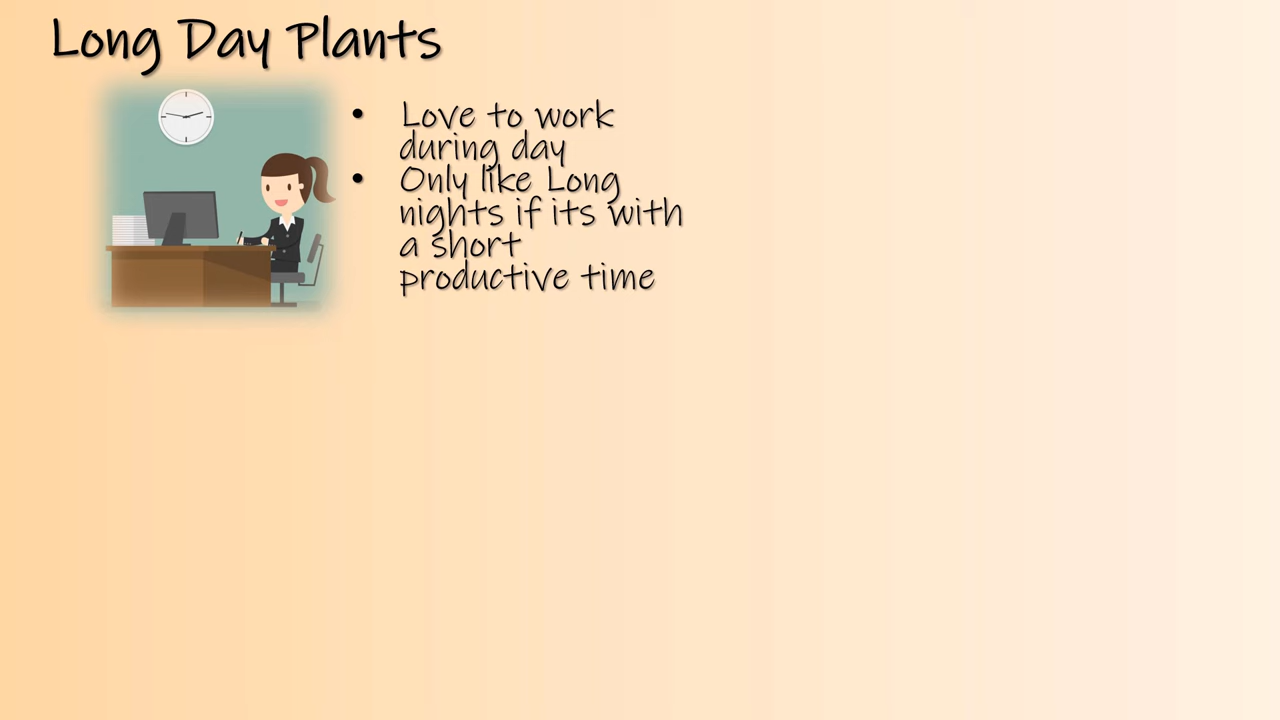 Long Day Plants
• Love to work
during day
• Only like Long
nights if its with
a short
productive time